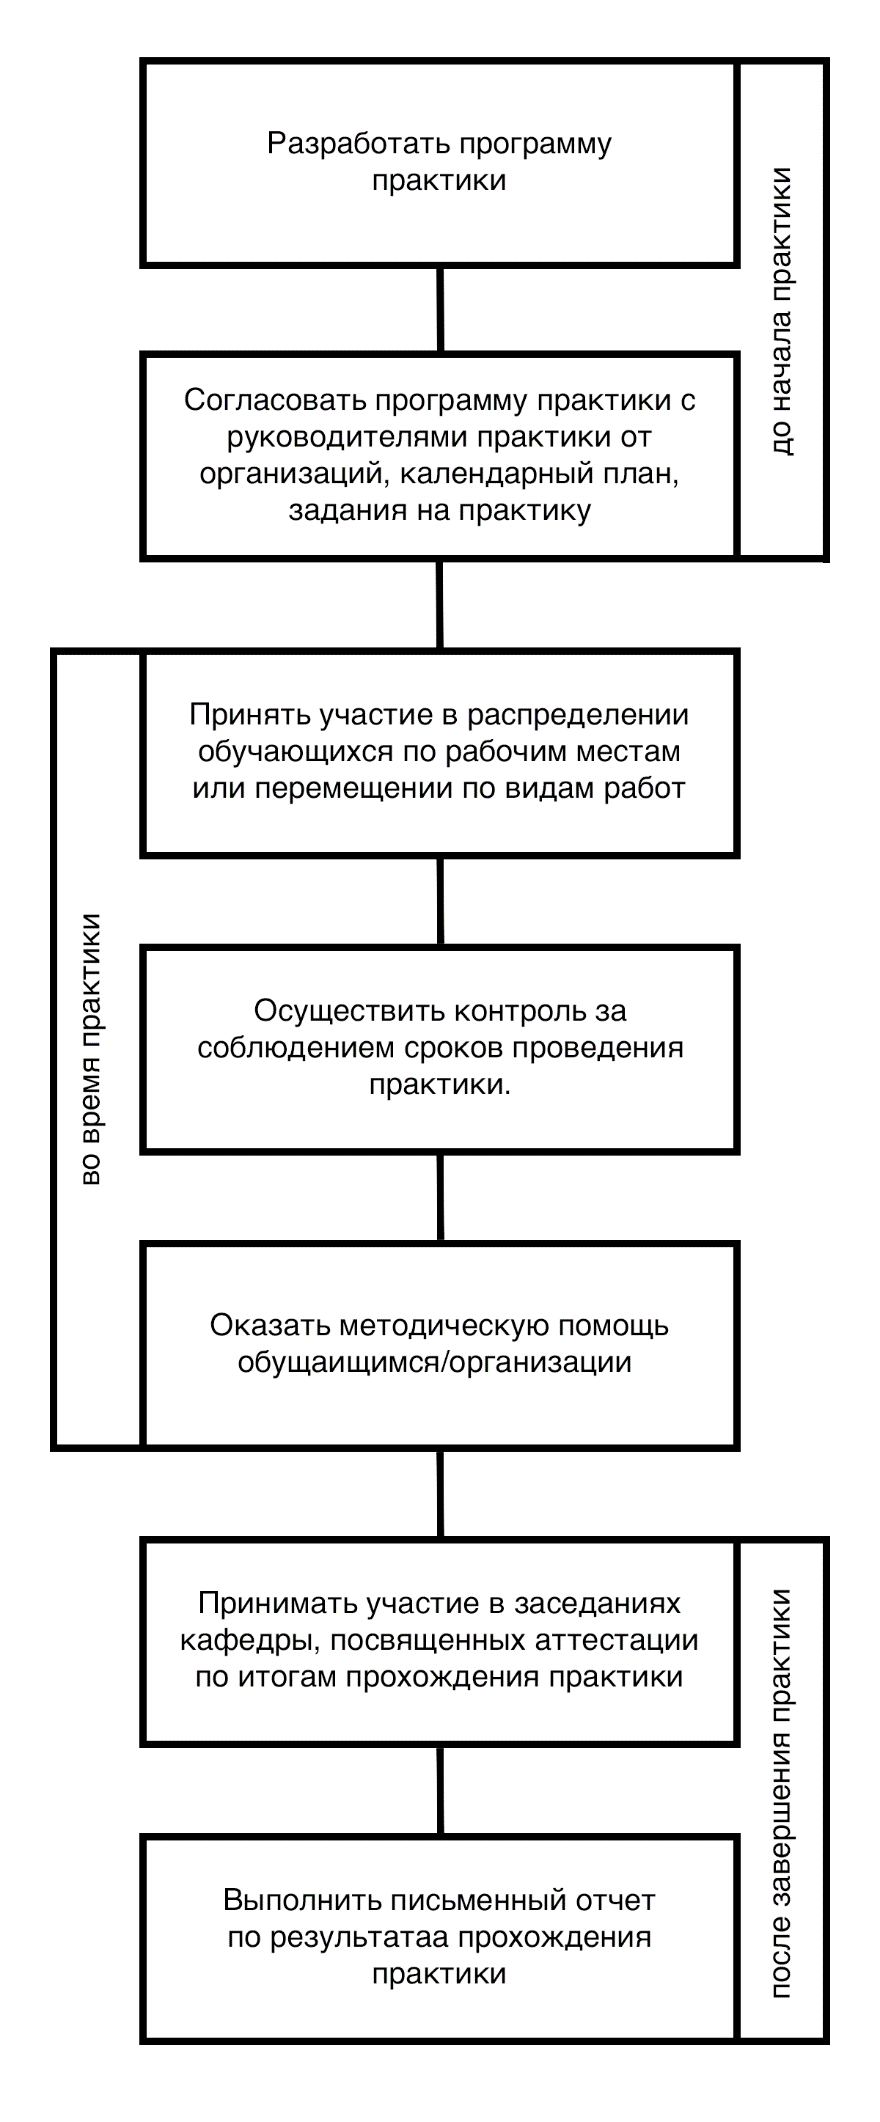 Разработать программу
практики
до начала практики
Согласовать программу практики с
руководителями практики от
организаций, календарный план,
задания на практику
Принять участие в распределении
обучающихся по рабочим местам
или перемещении по видам работ
во время практики
Осуществить контроль за
соблюдением сроков проведения
практики.
Оказать методическую помощь
обущаищимся/организации
Принимать участие в заседаниях
кафедры, посвященных аттестации
по итогам прохождения практики
после завершения практики
Выполнить письменный отчет
по результатаа прохождения
практики